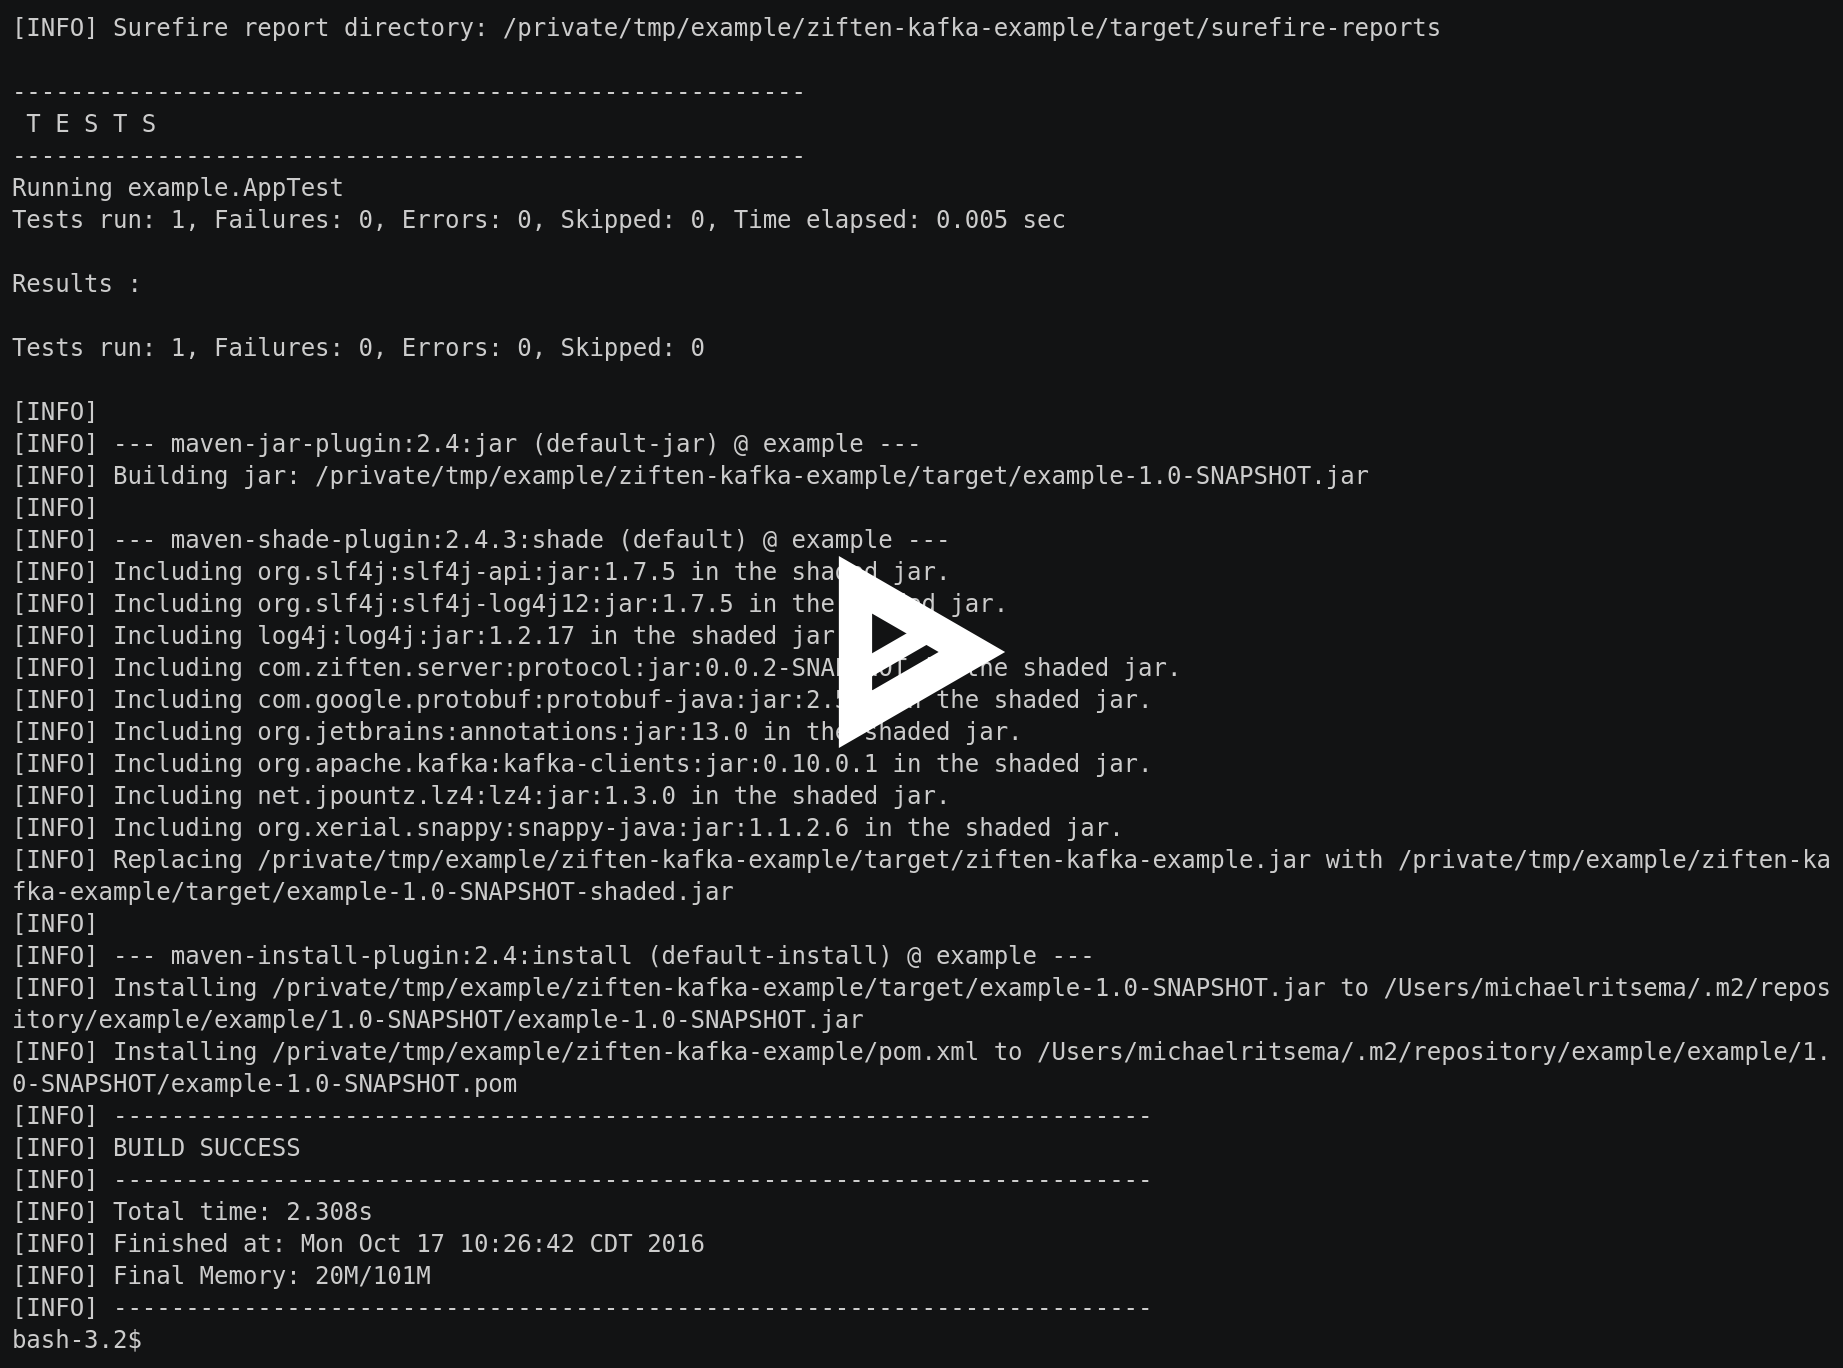 [INFO] Surefire report directory: /private/tmp/example/ziften-kafka-example/target/surefire-reports
-------------------------------------------------------
T E S T S
-------------------------------------------------------
Running example.AppTest
Tests run: 1, Failures: 0, Errors: 0, Skipped: 0, Time elapsed: 0.005 sec
Results :
Tests run: 1, Failures: 0, Errors: 0, Skipped: 0
[INFO]
[INFO] --- maven-jar-plugin:2.4:jar (default-jar) @ example ---
[INFO] Building jar: /private/tmp/example/ziften-kafka-example/target/example-1.0-SNAPSHOT.jar
[INFO]
[INFO] --- maven-shade-plugin:2.4.3:shade (default) @ example ---
[INFO] Including org.slf4j:slf4j-api:jar:1.7.5 in the shaded jar.
[INFO] Including org.slf4j:slf4j-log4j12:jar:1.7.5 in the jar.
[INFO] Including log4j:log4j:jar:1.2.17 in the shaded jar
[INFO] Including com.ziften.server:protocol:jar:0.0.2-SNAPSHOT the shaded jar.
[INFO] Including com.google.protobuf:protobuf-java:jar:2.5 the shaded jar.
[INFO] Including org.jetbrains:annotations:jar:13.0 in the shaded jar.
[INFO] Including org.apache.kafka:kafka-clients:jar:0.10.0.1 in the shaded jar.
[INFO] Including net.jpountz.lz4:lz4:jar:1.3.0 in the shaded jar.
[INFO] Including org.xerial.snappy:snappy-java:jar:1.1.2.6 in the shaded jar.
[INFO] Replacing /private/tmp/example/ziften-kafka-example/target/ziften-kafka-example.jar with /private/tmp/example/ziften-ka
fka-example/target/example-1.0-SNAPSHOT-shaded.jar
[INFO]
[INFO] --- maven-install-plugin:2.4:install (default-install) @ example ---
[INFO] Installing /private/tmp/example/ziften-kafka-example/target/example-1.0-SNAPSHOT.jar to /Users/michaelritsema/.m2/repos
itory/example/example/1.0-SNAPSHOT/example-1.0-SNAPSHOT.jar
[INFO] Installing /private/tmp/example/ziften-kafka-example/pom.xml to /Users/michaelritsema/.m2/repository/example/example/1.
0-SNAPSHOT/example-1.0-SNAPSHOT.pom
[INFO] ------------------------------------------------------------------------
[INFO] BUILD SUCCESS
[INFO] ------------------------------------------------------------------------
[INFO] Total time: 2.308s
[INFO] Finished at: Mon Oct 17 10:26:42 CDT 2016
[INFO] Final Memory: 20M/101M
[INFO] ------------------------------------------------------------------------
bash-3.2$